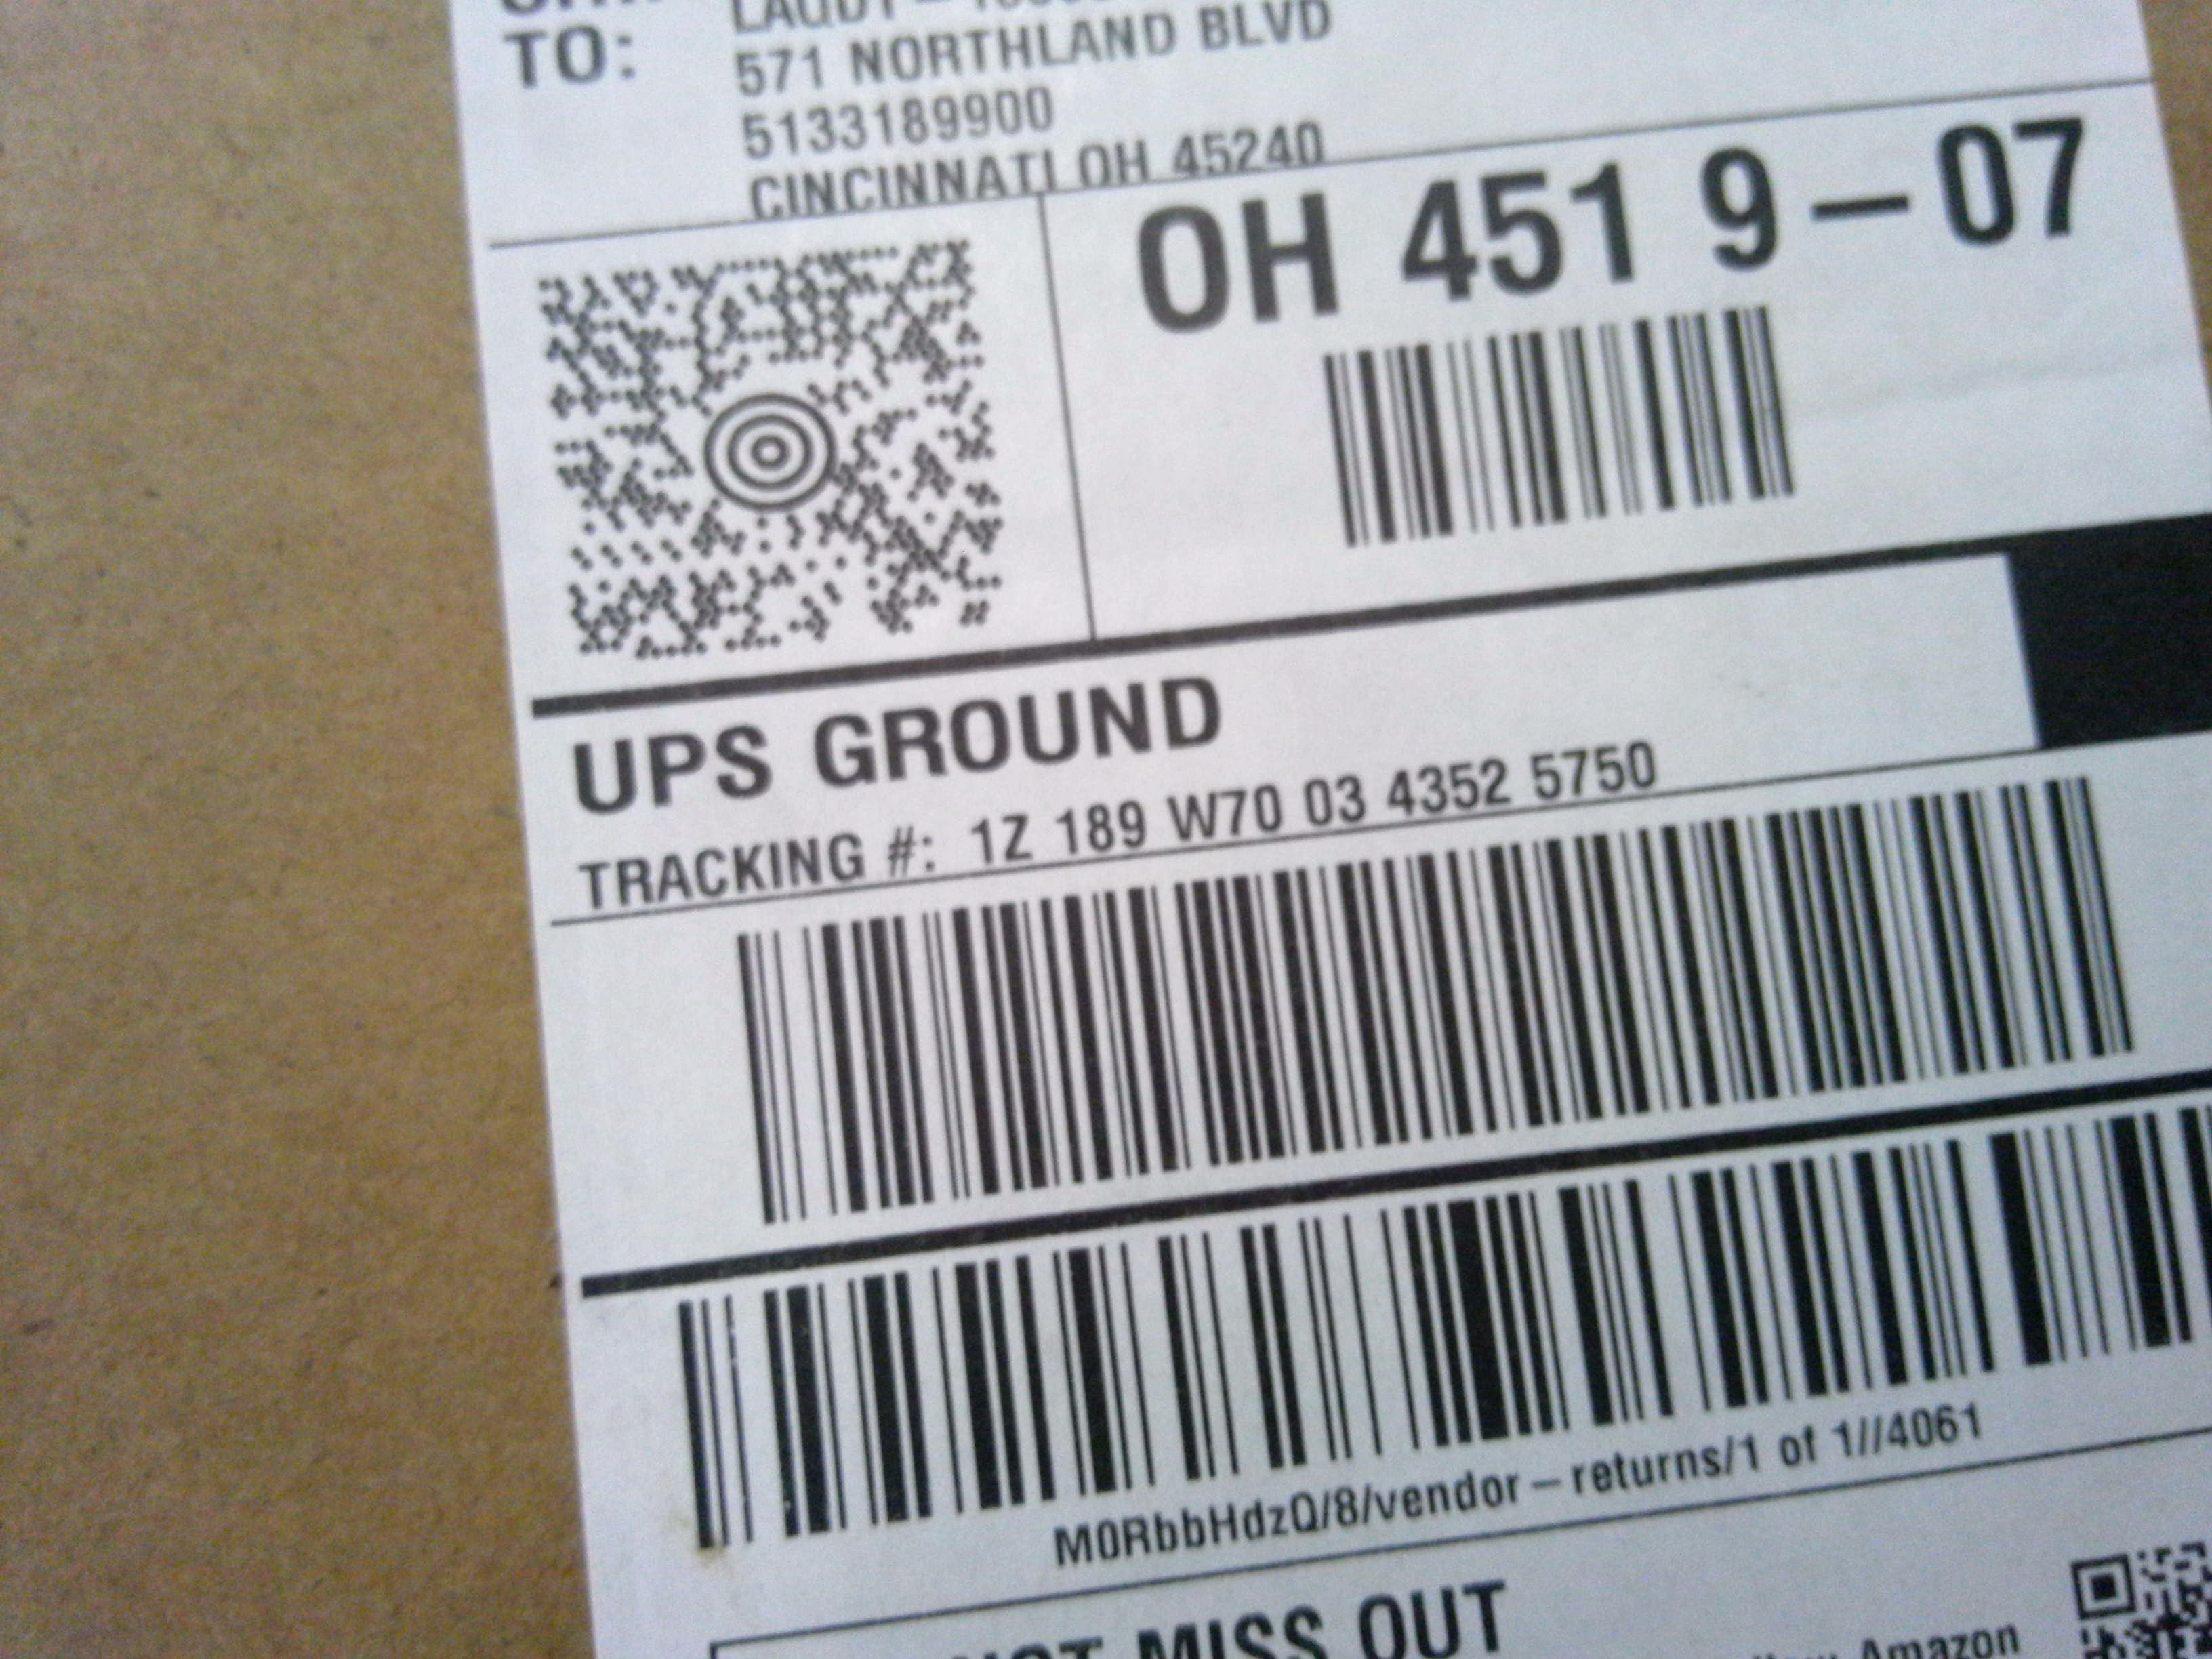 TO:
571 NORTHLAND BLVD
5133189900
CINCINNATI OH 45240
OH 451 9-07
UPS GROUND
TRACKING #: 1Z 189 W70 03 4352 5750
M0RbbHdzQ/8/vendor-returns/1 of 1//4061
MISS OUT
Amazon